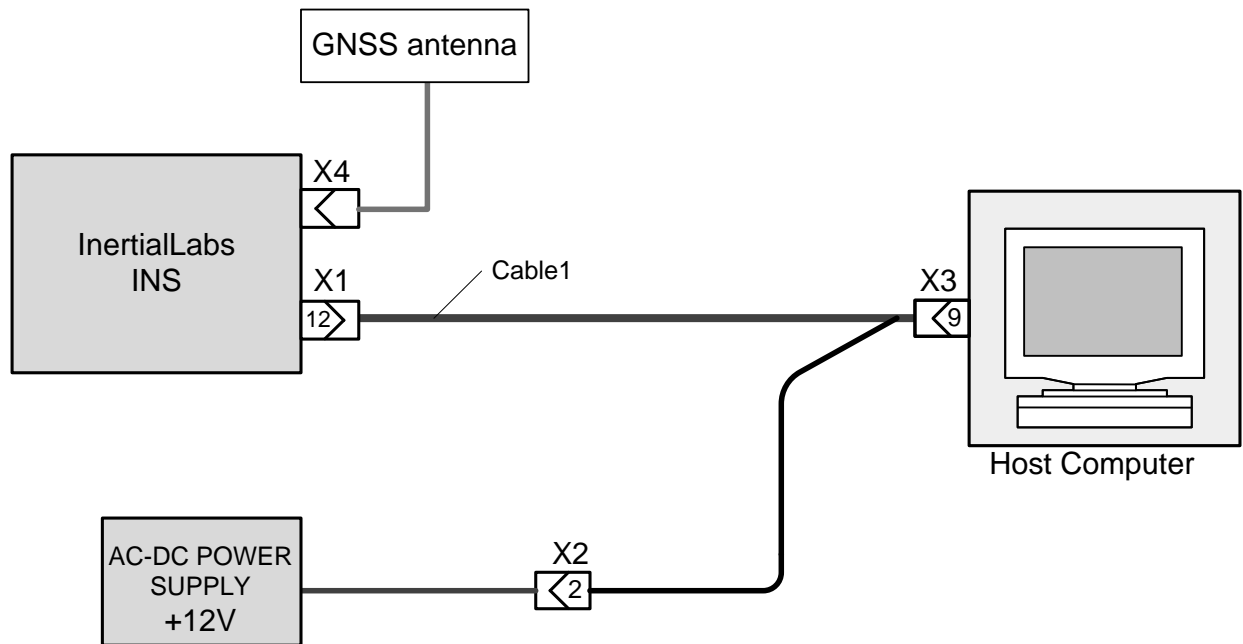 GNSS antenna
X4
InertialLabs
INS
X1
12
Cable1
X3
9
Host Computer
AC-DC POWER
SUPPLY
+12V
X2
2